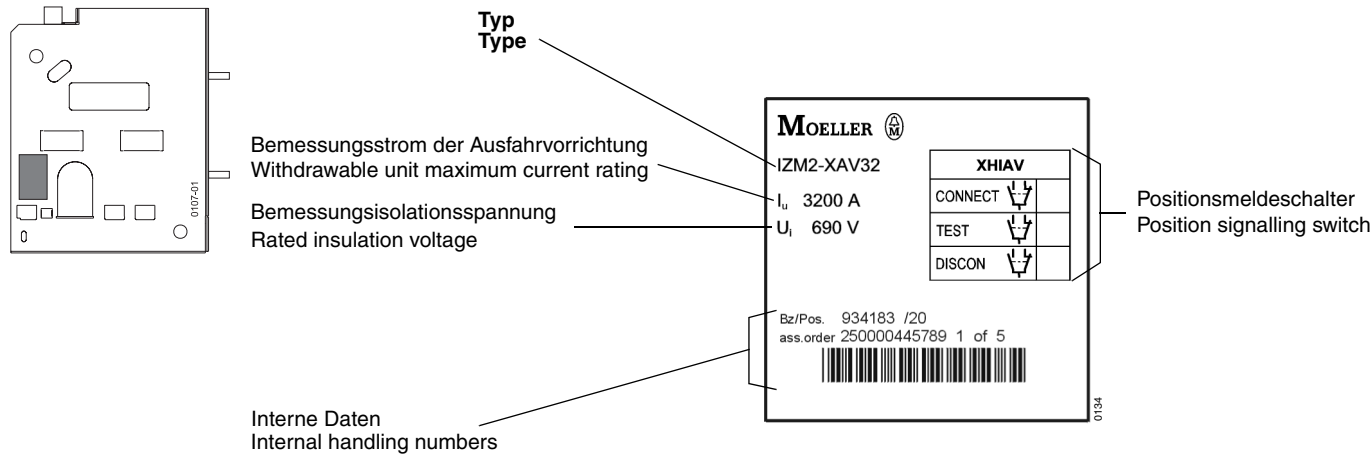 Typ
Type
Bemessungsstrom der Ausfahrvorrichtung
Withdrawable unit maximum current rating
Bemessungsisolationsspannung
Rated insulation voltage
0107-01
MOELLER M
IZM2-XAV32
Iu 3200 A
Ui 690 V
XHIAV
CONNECT
TEST
DISCON
Positionsmeldeschalter
Position signalling switch
Bz/Pos. 934183 /20
ass.order 250000445789 1 of 5
0134
Interne Daten
Internal handling numbers